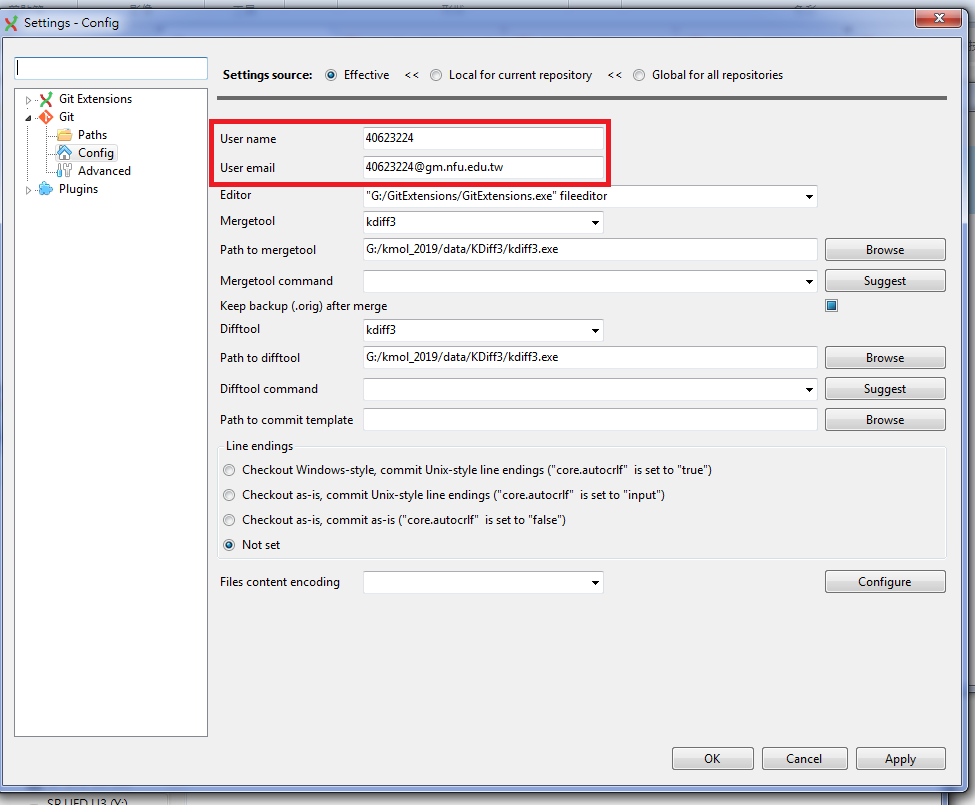 Settings - Config
Settings source: Effective << Local for current repository << Global for all repositories
Git Extensions
Git
Paths
Config
Advanced
Plugins
User name 40623224
User email 40623224@gm.nfu.edu.tw
Editor "G:/GitExtensions/GitExtensions.exe" fileeditor
Mergetool kdiff3
Path to mergetool G:/kmol_2019/data/KDiff3/kdiff3.exe Browse
Mergetool command Suggest
Keep backup (.orig) after merge
Difftool kdiff3
Path to difftool G:/kmol_2019/data/KDiff3/kdiff3.exe Browse
Difftool command Suggest
Path to commit template Browse
Line endings
Checkout Windows-style, commit Unix-style line endings ("core.autocrlf" is set to "true")
Checkout as-is, commit Unix-style line endings ("core.autocrlf" is set to "input")
Checkout as-is, commit as-is ("core.autocrlf" is set to "false")
Not set
Files content encoding Configure
OK Cancel Apply